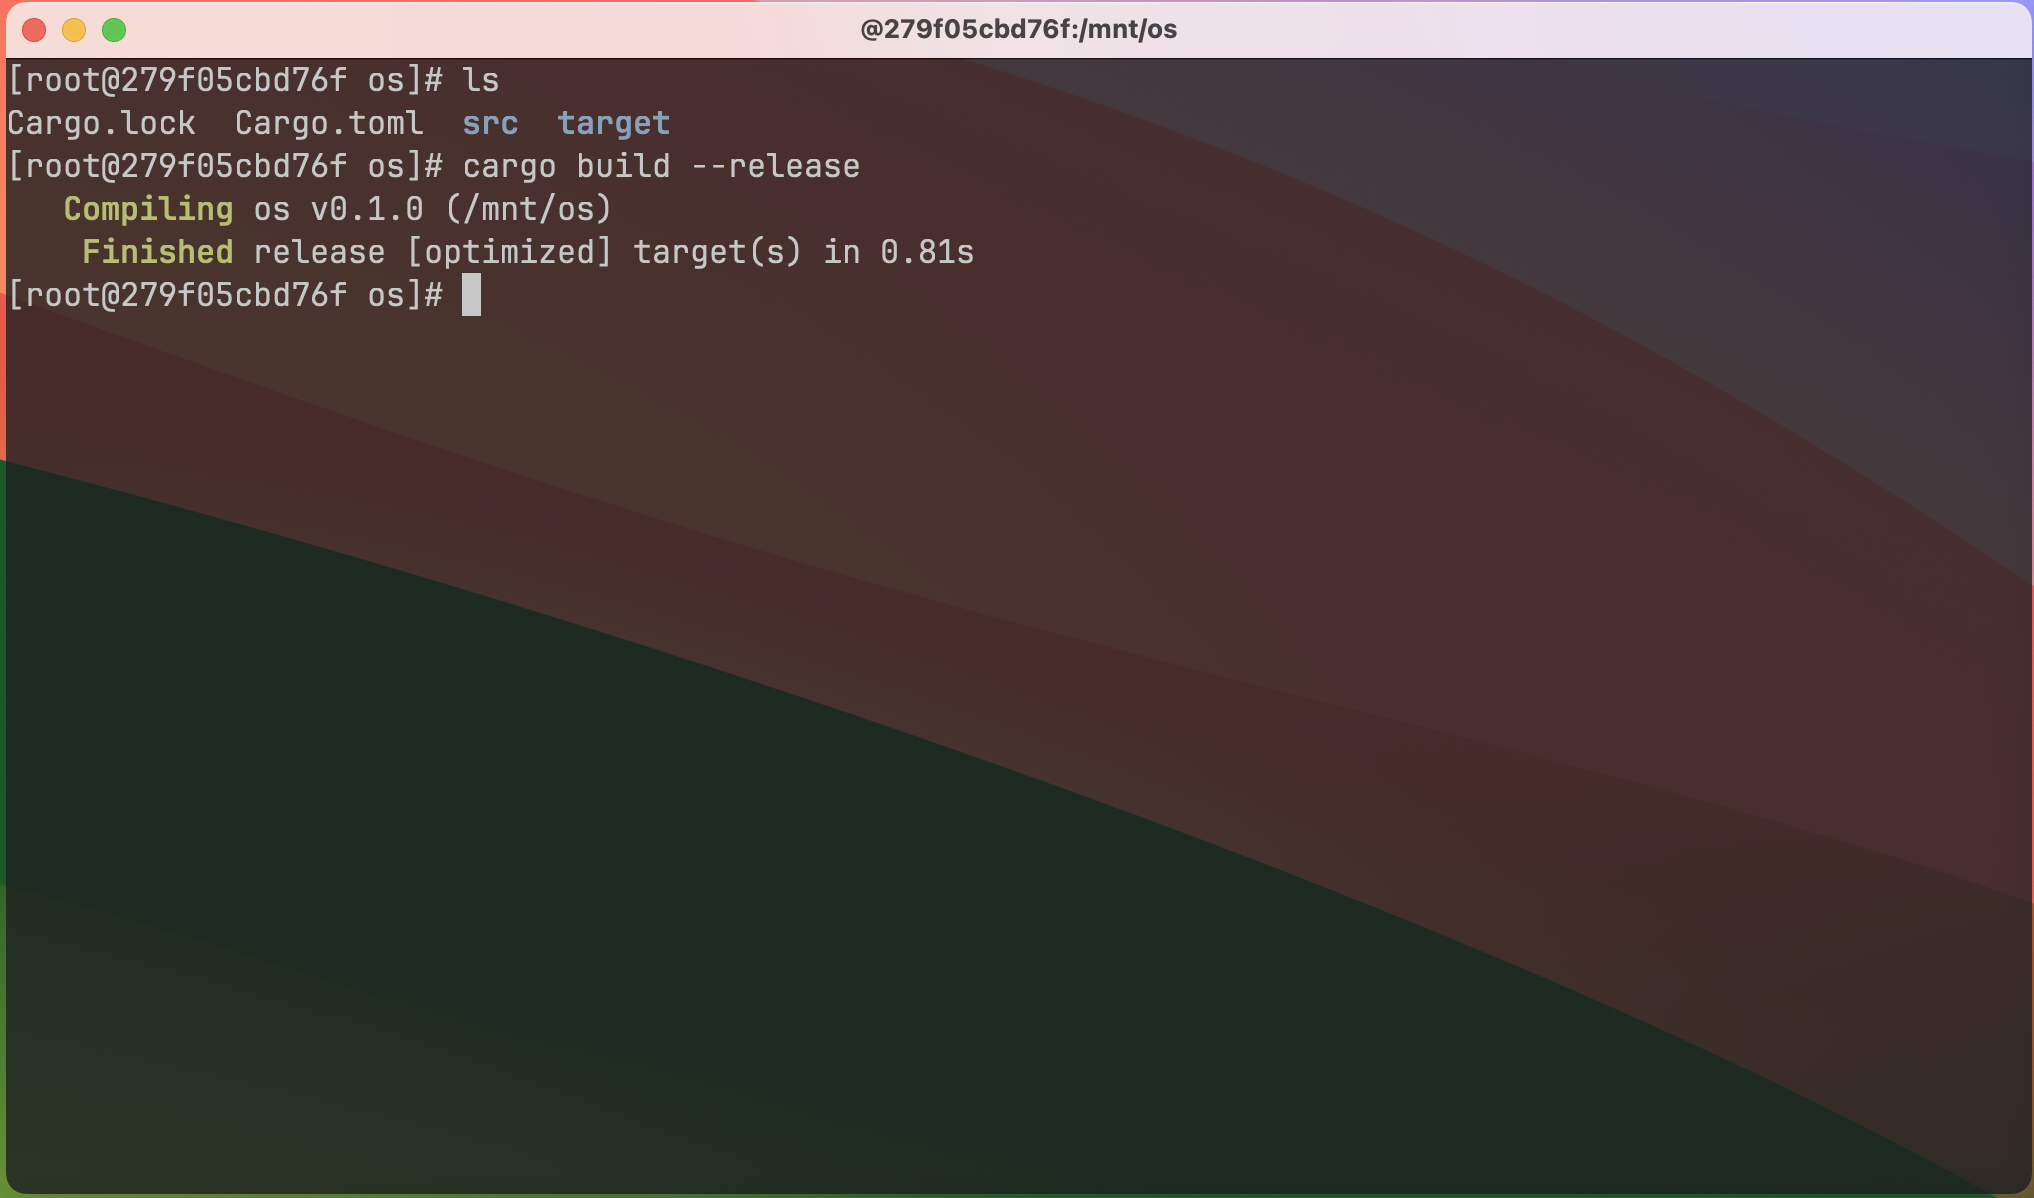 @279f05cbd76f:/mnt/os
[root@279f05cbd76f os]# ls
Cargo.lock  Cargo.toml  src  target
[root@279f05cbd76f os]# cargo build --release
   Compiling os v0.1.0 (/mnt/os)
    Finished release [optimized] target(s) in 0.81s
[root@279f05cbd76f os]#